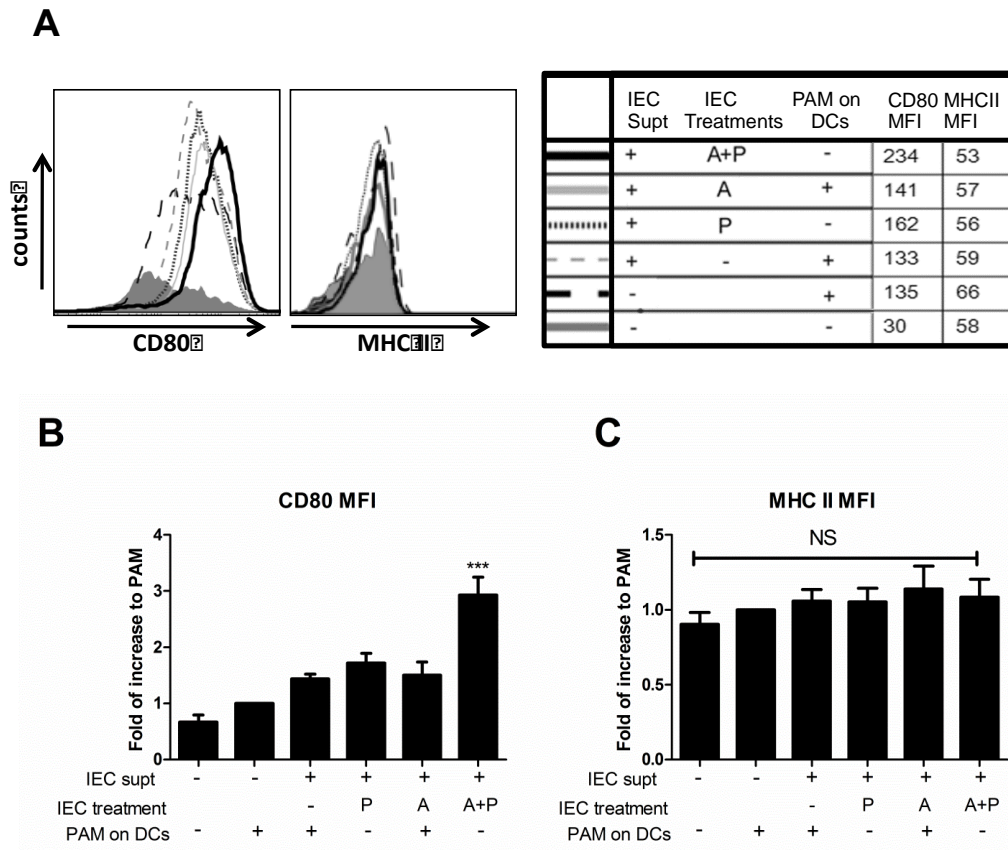 A
counts
CD80
MHC II
IEC Supt IEC Treatments PAM on DCs CD80 MFI MHCII MFI
+ A+P - 234 53
+ A + 141 57
+ P - 162 56
+ - + 133 59
- + 135 66
- - 30 58
B
CD80 MFI
Fold of increase to PAM
4
3
2
1
0
***
IEC supt - - + + + +
IEC treatment - P A A+P
PAM on DCs - + + - + -
C
MHC II MFI
Fold of increase to PAM
1.5
1.0
0.5
0.0
NS
IEC supt - - + + + +
IEC treatment - P A A+P
PAM on DCs - + + - + -